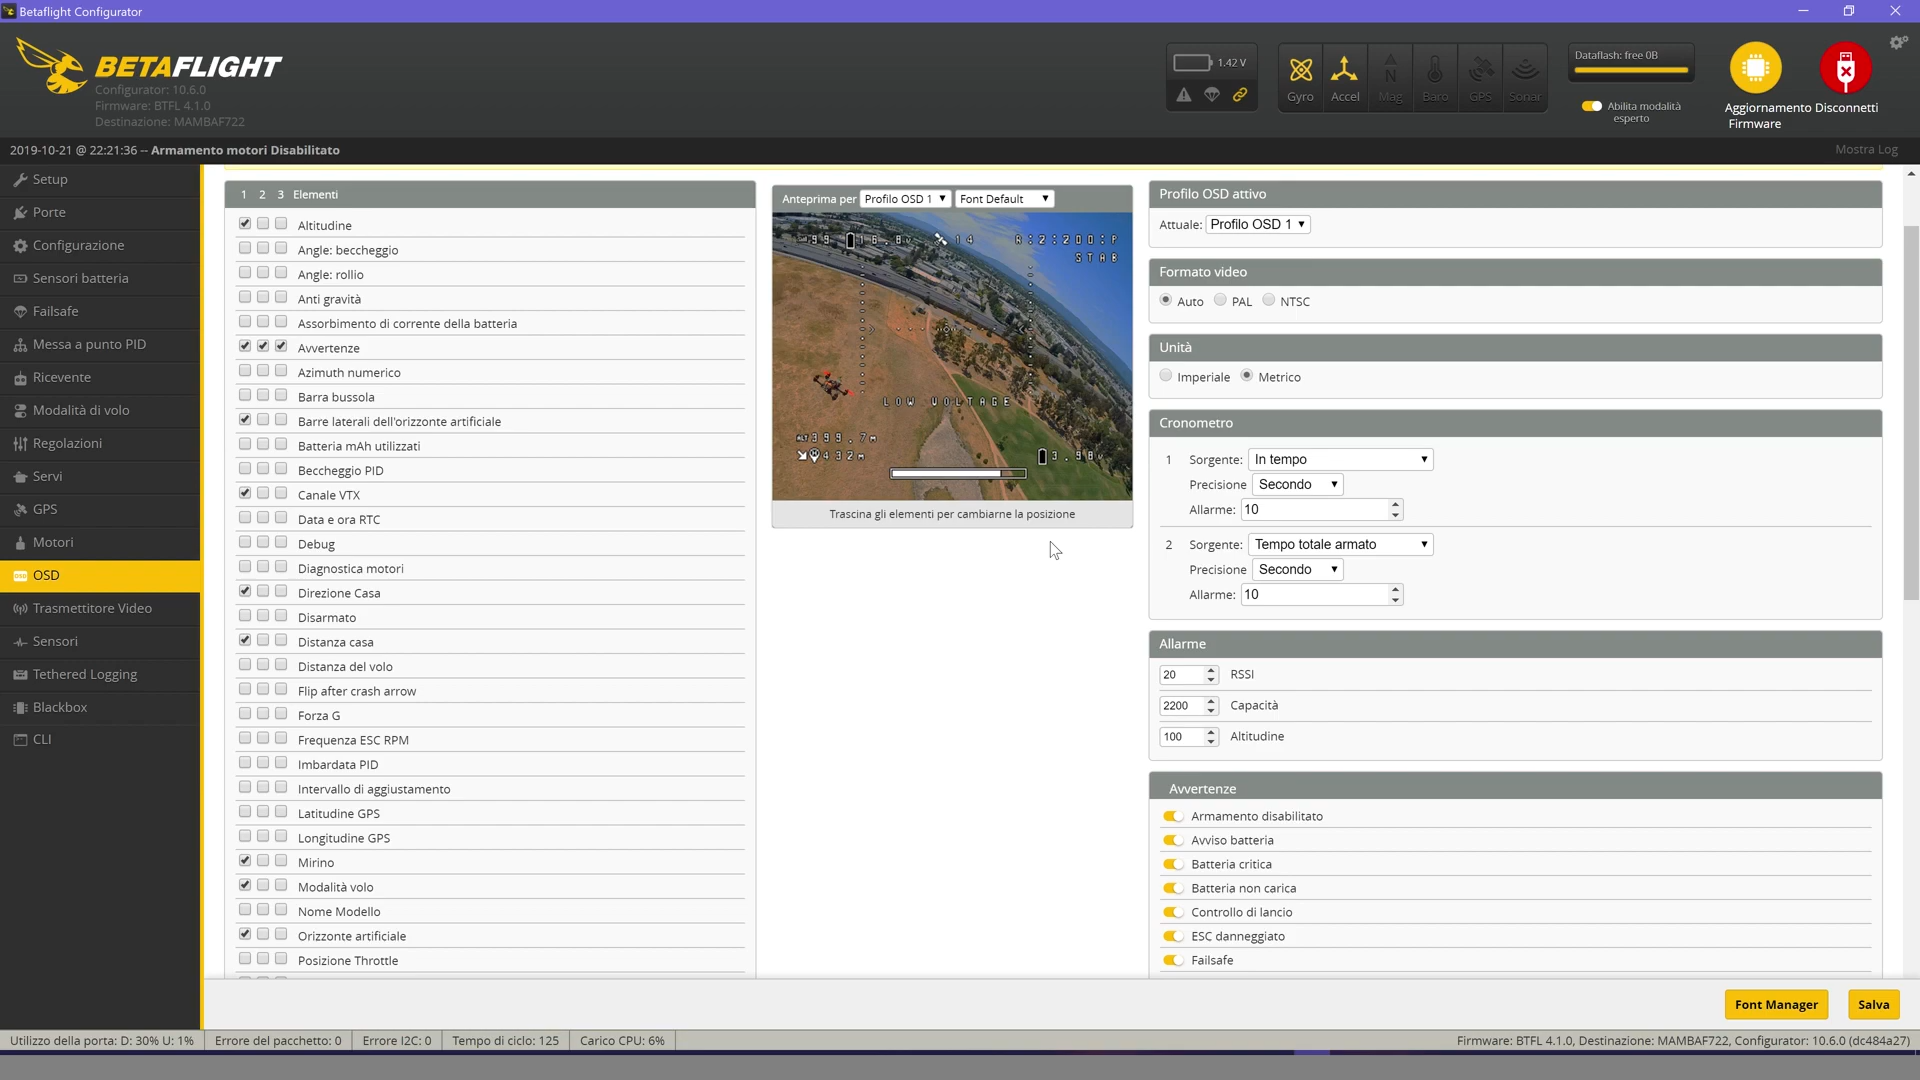 Betaflight Configurator
BETAFLIGHT
Configurator: 10.6.0
Firmware: BTFL 4.1.0
Destinazione: MAMBAF722
1.42 V
Gyro
Accel
Mag
Baro
GPS
Sonar
Dataflash: free 0B
Abilita modalità
esperto
Aggiornamento
Firmware
Disconnetti
2019-10-21 @ 22:21:36 -- Armamento motori Disabilitato
Mostra Log
Setup
Porte
Configurazione
Sensori batteria
Failsafe
Messa a punto PID
Ricevente
Modalità di volo
Regolazioni
Servi
GPS
Motori
OSD
Trasmettitore Video
Sensori
Tethered Logging
Blackbox
CLI
1 2 3 Elementi
Altitudine
Angle: beccheggio
Angle: rollio
Anti gravità
Assorbimento di corrente della batteria
Avvertenze
Azimuth numerico
Barra bussola
Barre laterali dell'orizzonte artificiale
Batteria mAh utilizzati
Beccheggio PID
Canale VTX
Data e ora RTC
Debug
Diagnostica motori
Direzione Casa
Disarmato
Distanza casa
Distanza del volo
Flip after crash arrow
Forza G
Frequenza ESC RPM
Imbardata PID
Intervallo di aggiustamento
Latitudine GPS
Longitudine GPS
Mirino
Modalità volo
Nome Modello
Orizzonte artificiale
Posizione Throttle
Anteprima per Profilo OSD 1 Font Default
99 16.8V 14 R:2:200:P
STAB
LOW VOLTAGE
ALT 399.7M
432M 3.98V
Trascina gli elementi per cambiarne la posizione
Profilo OSD attivo
Attuale: Profilo OSD 1
Formato video
Auto PAL NTSC
Unità
Imperiale Metrico
Cronometro
1 Sorgente: In tempo
Precisione Secondo
Allarme: 10
2 Sorgente: Tempo totale armato
Precisione Secondo
Allarme: 10
Allarme
20 RSSI
2200 Capacità
100 Altitudine
Avvertenze
Armamento disabilitato
Avviso batteria
Batteria critica
Batteria non carica
Controllo di lancio
ESC danneggiato
Failsafe
Font Manager
Salva
Utilizzo della porta: D: 30% U: 1%
Errore del pacchetto: 0
Errore I2C: 0
Tempo di ciclo: 125
Carico CPU: 6%
Firmware: BTFL 4.1.0, Destinazione: MAMBAF722, Configurator: 10.6.0 (dc484a27)